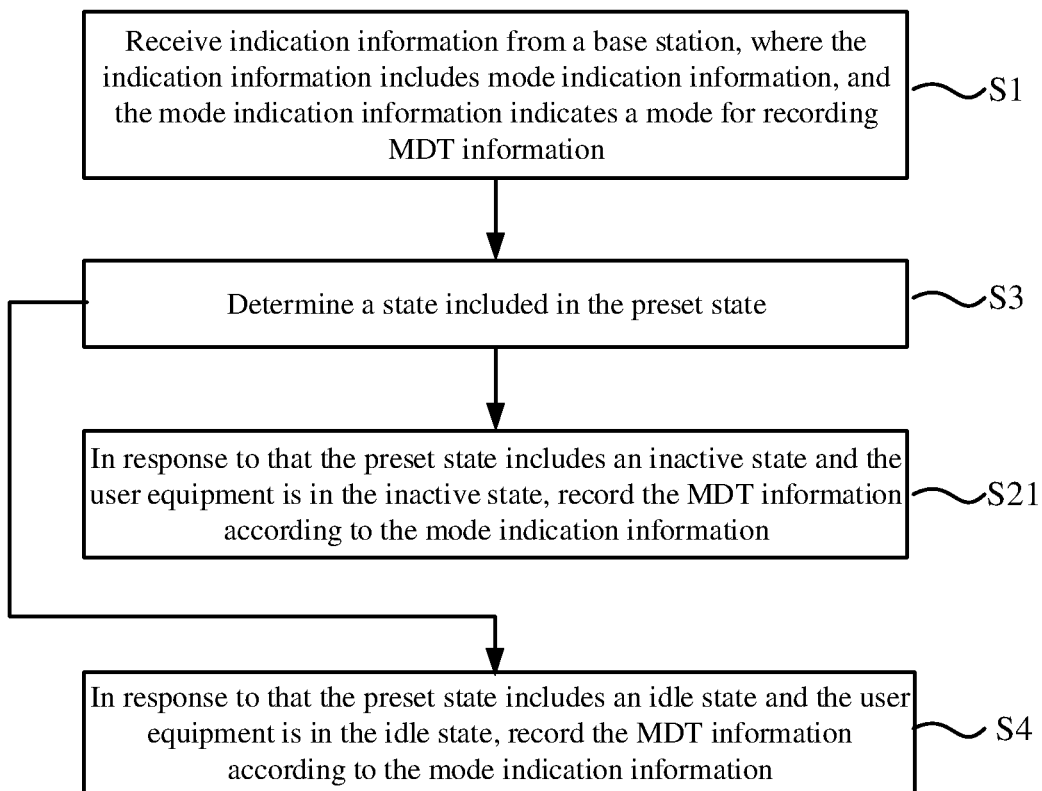 Receive indication information from a base station, where the
indication information includes mode indication information, and
the mode indication information indicates a mode for recording
MDT information
S1
Determine a state included in the preset state
S3
In response to that the preset state includes an inactive state and the
user equipment is in the inactive state, record the MDT information
according to the mode indication information
S21
In response to that the preset state includes an idle state and the user
equipment is in the idle state, record the MDT information
according to the mode indication information
S4